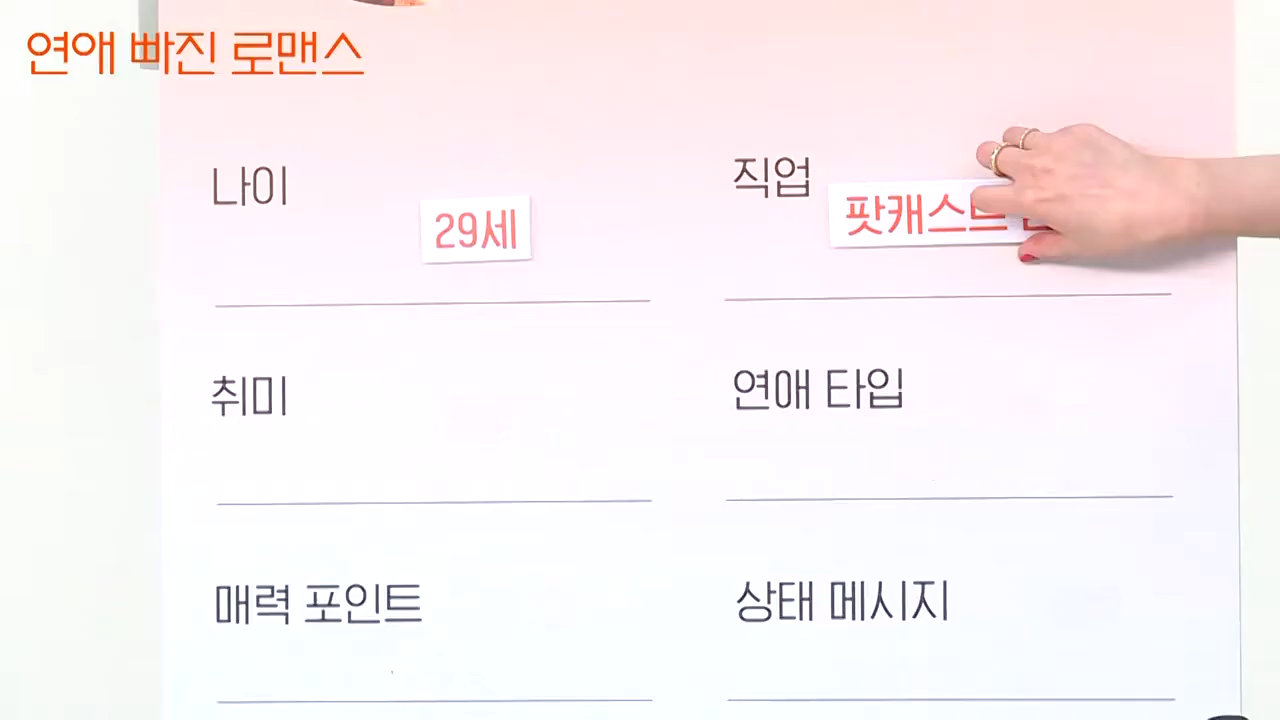 연애 빠진 로맨스
나이
직업
29세
팟캐스트
취미
연애 타입
매력 포인트
상태 메시지